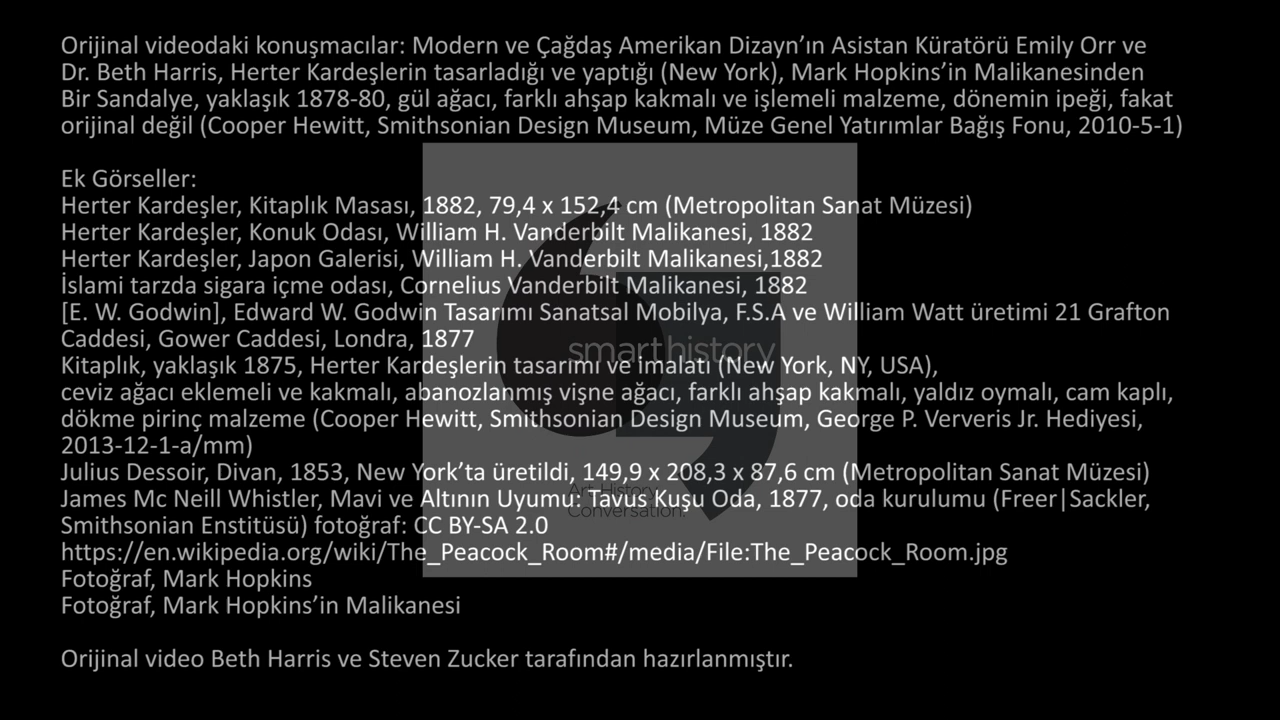 Orijinal videodaki konuşmacılar: Modern ve Çağdaş Amerikan Dizayn’ın Asistan Küratörü Emily Orr ve
Dr. Beth Harris, Herter Kardeşlerin tasarladığı ve yaptığı (New York), Mark Hopkins’in Malikanesinden
Bir Sandalye, yaklaşık 1878-80, gül ağacı, farklı ahşap kakmalı ve işlemeli malzeme, dönemin ipeği, fakat
orijinal değil (Cooper Hewitt, Smithsonian Design Museum, Müze Genel Yatırımlar Bağış Fonu, 2010-5-1)
Ek Görseller:
Herter Kardeşler, Kitaplık Masası, 1882, 79,4 x 152,4 cm (Metropolitan Sanat Müzesi)
Herter Kardeşler, Konuk Odası, William H. Vanderbilt Malikanesi, 1882
Herter Kardeşler, Japon Galerisi, William H. Vanderbilt Malikanesi,1882
İslami tarzda sigara içme odası, Cornelius Vanderbilt Malikanesi, 1882
[E. W. Godwin], Edward W. Godwin Tasarımı Sanatsal Mobilya, F.S.A ve William Watt üretimi 21 Grafton
Caddesi, Gower Caddesi, Londra, 1877
smarthistory
Kitaplık, yaklaşık 1875, Herter Kardeşlerin tasarımı ve imalatı (New York, NY, USA),
ceviz ağacı eklemeli ve kakmalı, abanozlanmış vişne ağacı, farklı ahşap kakmalı, yaldız oymalı, cam kaplı,
dökme pirinç malzeme (Cooper Hewitt, Smithsonian Design Museum, George P. Ververis Jr. Hediyesi,
2013-12-1-a/mm)
Julius Dessoir, Divan, 1853, New York’ta üretildi, 149,9 x 208,3 x 87,6 cm (Metropolitan Sanat Müzesi)
Art, History,
James Mc Neill Whistler, Mavi ve Altının Uyumu: Tavus Kuşu Oda, 1877, oda kurulumu (Freer|Sackler,
Conversation.
Smithsonian Enstitüsü) fotoğraf: CC BY-SA 2.0
https://en.wikipedia.org/wiki/The_Peacock_Room#/media/File:The_Peacock_Room.jpg
Fotoğraf, Mark Hopkins
Fotoğraf, Mark Hopkins’in Malikanesi
Orijinal video Beth Harris ve Steven Zucker tarafından hazırlanmıştır.